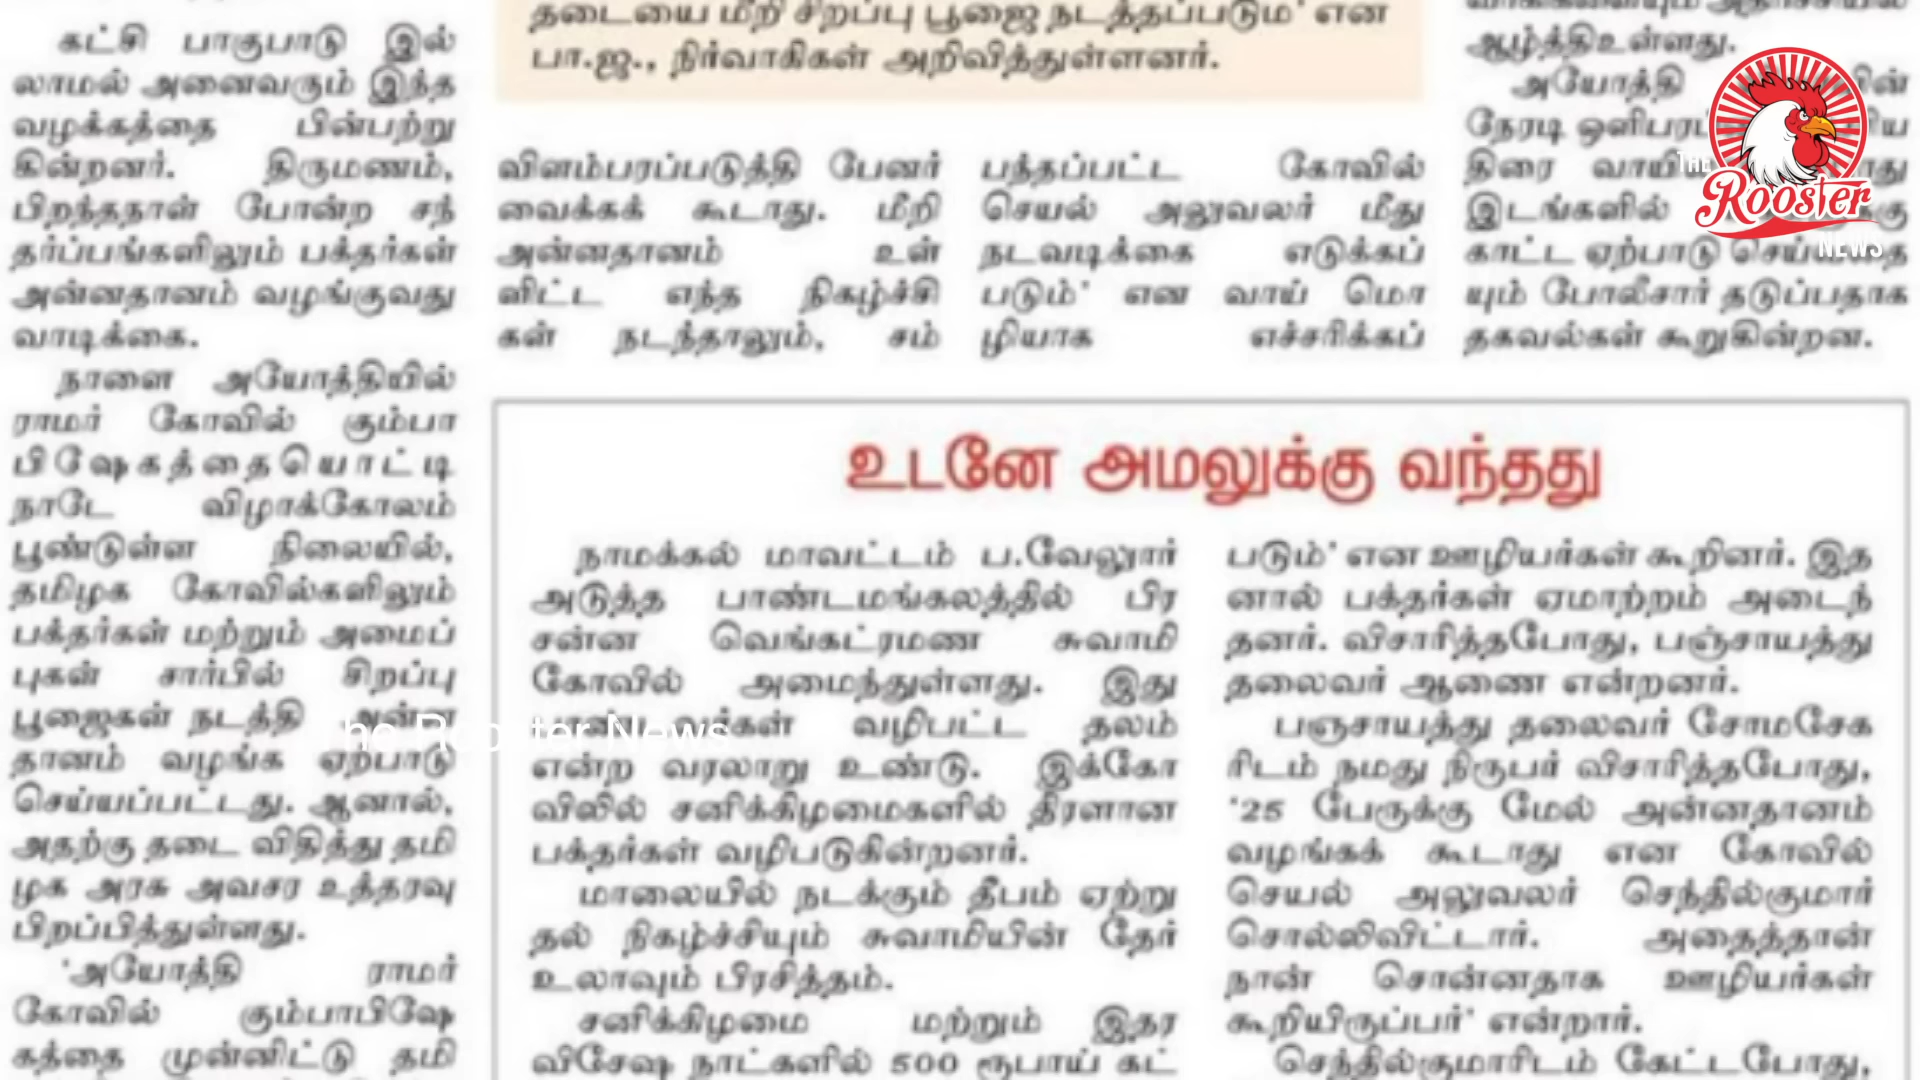 கட்சி பாகுபாடு இல்
லாமல் அனைவரும் இந்த
வழக்கத்தை பின்பற்று
கின்றனர். திருமணம்,
பிறந்தநாள் போன்ற சந்
தர்ப்பங்களிலும் பக்தர்கள்
அன்னதானம் வழங்குவது
வாடிக்கை.
நாளை அயோத்தியில்
ராமர் கோவில் கும்பா
பிஷேகத்தையொட்டி
நாடே விழாக்கோலம்
பூண்டுள்ள நிலையில்,
தமிழக கோவில்களிலும்
பக்தர்கள் மற்றும் அமைப்
புகள் சார்பில் சிறப்பு
பூஜைகள் நடத்தி அன்ன
தானம் வழங்க ஏற்பாடு
செய்யப்பட்டது. ஆனால்,
அதற்கு தடை விதித்து தமி
ழக அரசு அவசர உத்தரவு
பிறப்பித்துள்ளது.
'அயோத்தி ராமர்
கோவில் கும்பாபிஷே
கத்தை முன்னிட்டு தமி
தடையை மீறி சிறப்பு பூஜை நடத்தப்படும்' என
பா.ஜ., நிர்வாகிகள் அறிவித்துள்ளனர்.
விளம்பரப்படுத்தி பேனர்
வைக்கக் கூடாது. மீறி
அன்னதானம் உள்
ளிட்ட எந்த நிகழ்ச்சி
கள் நடந்தாலும், சம்
பந்தப்பட்ட கோவில்
செயல் அலுவலர் மீது
நடவடிக்கை எடுக்கப்
படும்' என வாய் மொ
ழியாக எச்சரிக்கப்
ஆழ்த்திஉள்ளது.
அயோத்தி
நேரடி
திரை
இடங்களில்
காட்ட ஏற்பாடு
யும் போலீசார் தடுப்பதாக
தகவல்கள் கூறுகின்றன.
THE
Rooster
NEWS
உடனே அமலுக்கு வந்தது
நாமக்கல் மாவட்டம் ப.வேலுார்
அடுத்த பாண்டமங்கலத்தில் பிர
சன்ன வெங்கட்ரமண சுவாமி
கோவில் அமைந்துள்ளது. இது
வழிபட்ட தலம்
என்ற வரலாறு உண்டு. இக்கோ
விலில் சனிக்கிழமைகளில் திரளான
பக்தர்கள் வழிபடுகின்றனர்.
மாலையில் நடக்கும் தீபம் ஏற்று
தல் நிகழ்ச்சியும் சுவாமியின் தேர்
உலாவும் பிரசித்தம்.
சனிக்கிழமை மற்றும் இதர
விசேஷ நாட்களில் 500 ரூபாய் கட்
படும்' என ஊழியர்கள் கூறினர். இத
னால் பக்தர்கள் ஏமாற்றம் அடைந்
தனர். விசாரித்தபோது, பஞ்சாயத்து
தலைவர் ஆணை என்றனர்.
பஞ்சாயத்து தலைவர் சோமசேக
ரிடம் நமது நிருபர் விசாரித்தபோது,
'25 பேருக்கு மேல் அன்னதானம்
வழங்கக் கூடாது என கோவில்
செயல் அலுவலர் செந்தில்குமார்
சொல்லிவிட்டார். அதைத்தான்
நான் சொன்னதாக ஊழியர்கள்
கூறியிருப்பர்' என்றார்.
செந்தில்குமாரிடம் கேட்டபோது,
The Rooster News